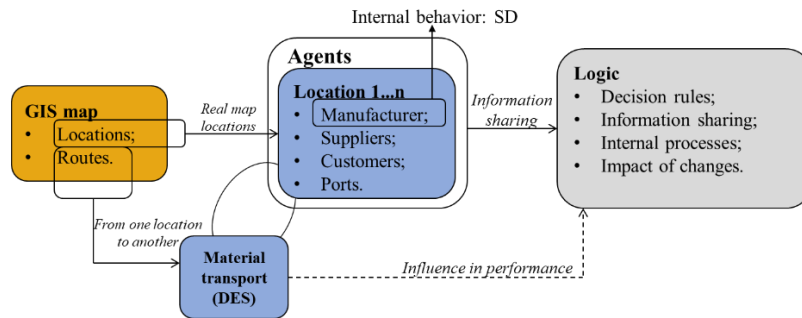 Internal behavior: SD
Agents
Location 1...n
• Manufacturer;
• Suppliers;
• Customers;
• Ports.
GIS map
• Locations;
• Routes.
Real map
locations
Information
sharing
Logic
• Decision rules;
• Information sharing;
• Internal processes;
• Impact of changes.
From one location
to another
Material
transport
(DES)
Influence in performance